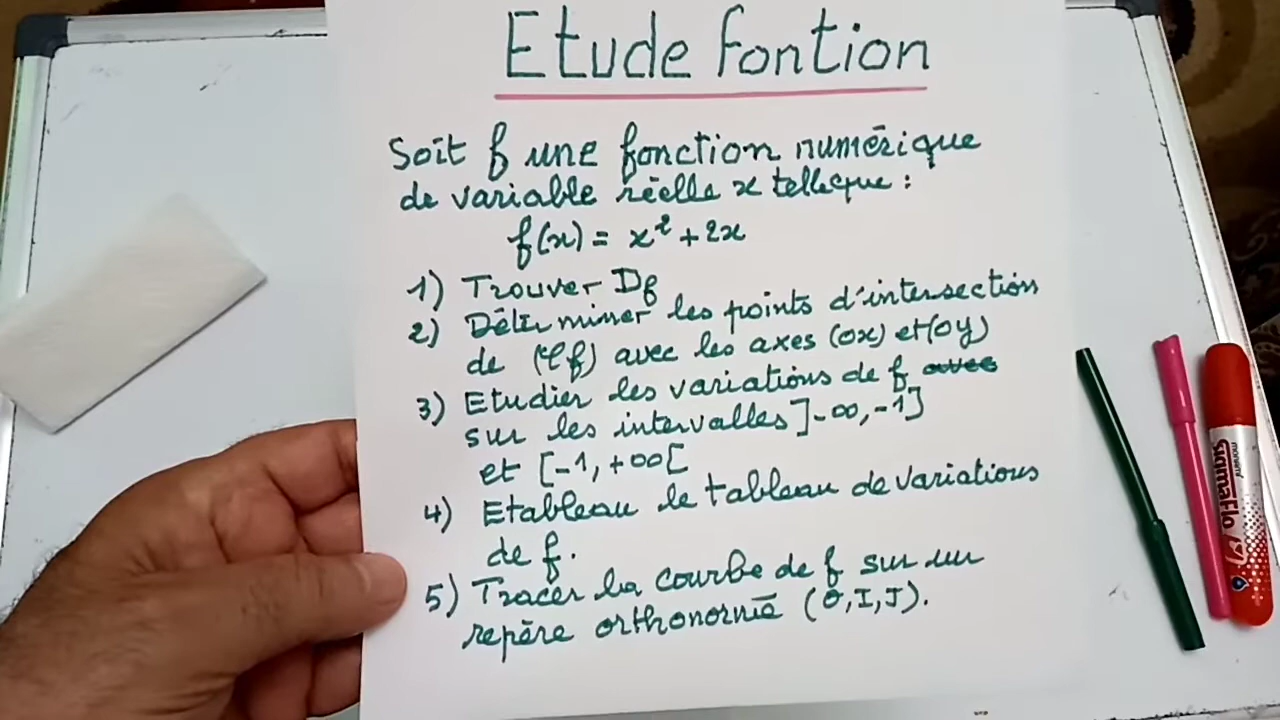 Etude fontion
Soit f une fonction numérique
de variable réelle x telleque :
f(x) = x² + 2x
1) Trouver Df
2) Détérminer les points d'intersection
de (Cf) avec les axes (ox) et (oy)
3) Etudier les variations de f avec
sur les intervalles ]-∞,-1]
et [-1,+∞[
4) Etableau le tableau de variations
de f.
5) Tracer la courbe de f sur un
repère orthonormé (O,I,J).
SigmaFlo